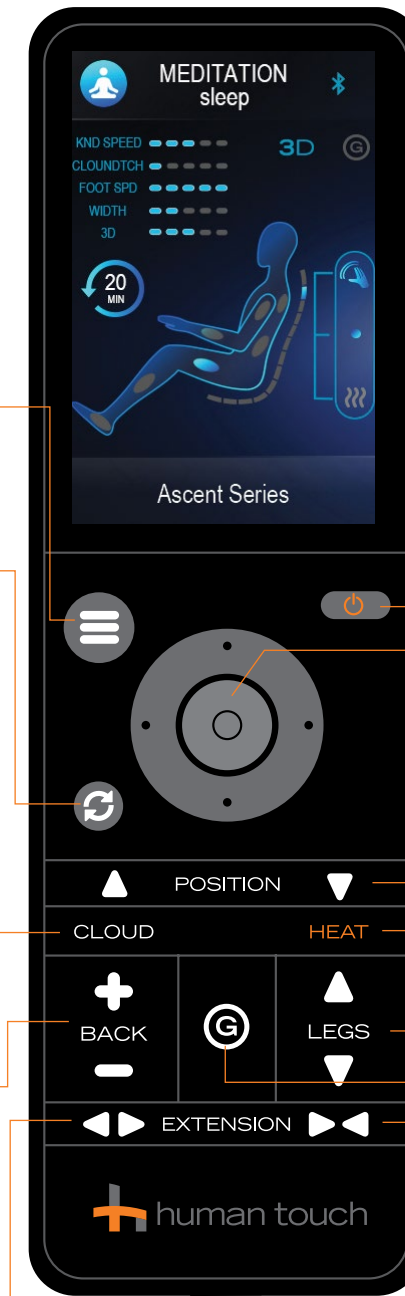 MEDITATION
sleep
KND SPEED
3D
G
CLOUNDTCH
FOOT SPD
WIDTH
3D
20
MIN
Ascent Series
POSITION
CLOUD
HEAT
BACK
G
LEGS
EXTENSION
human touch